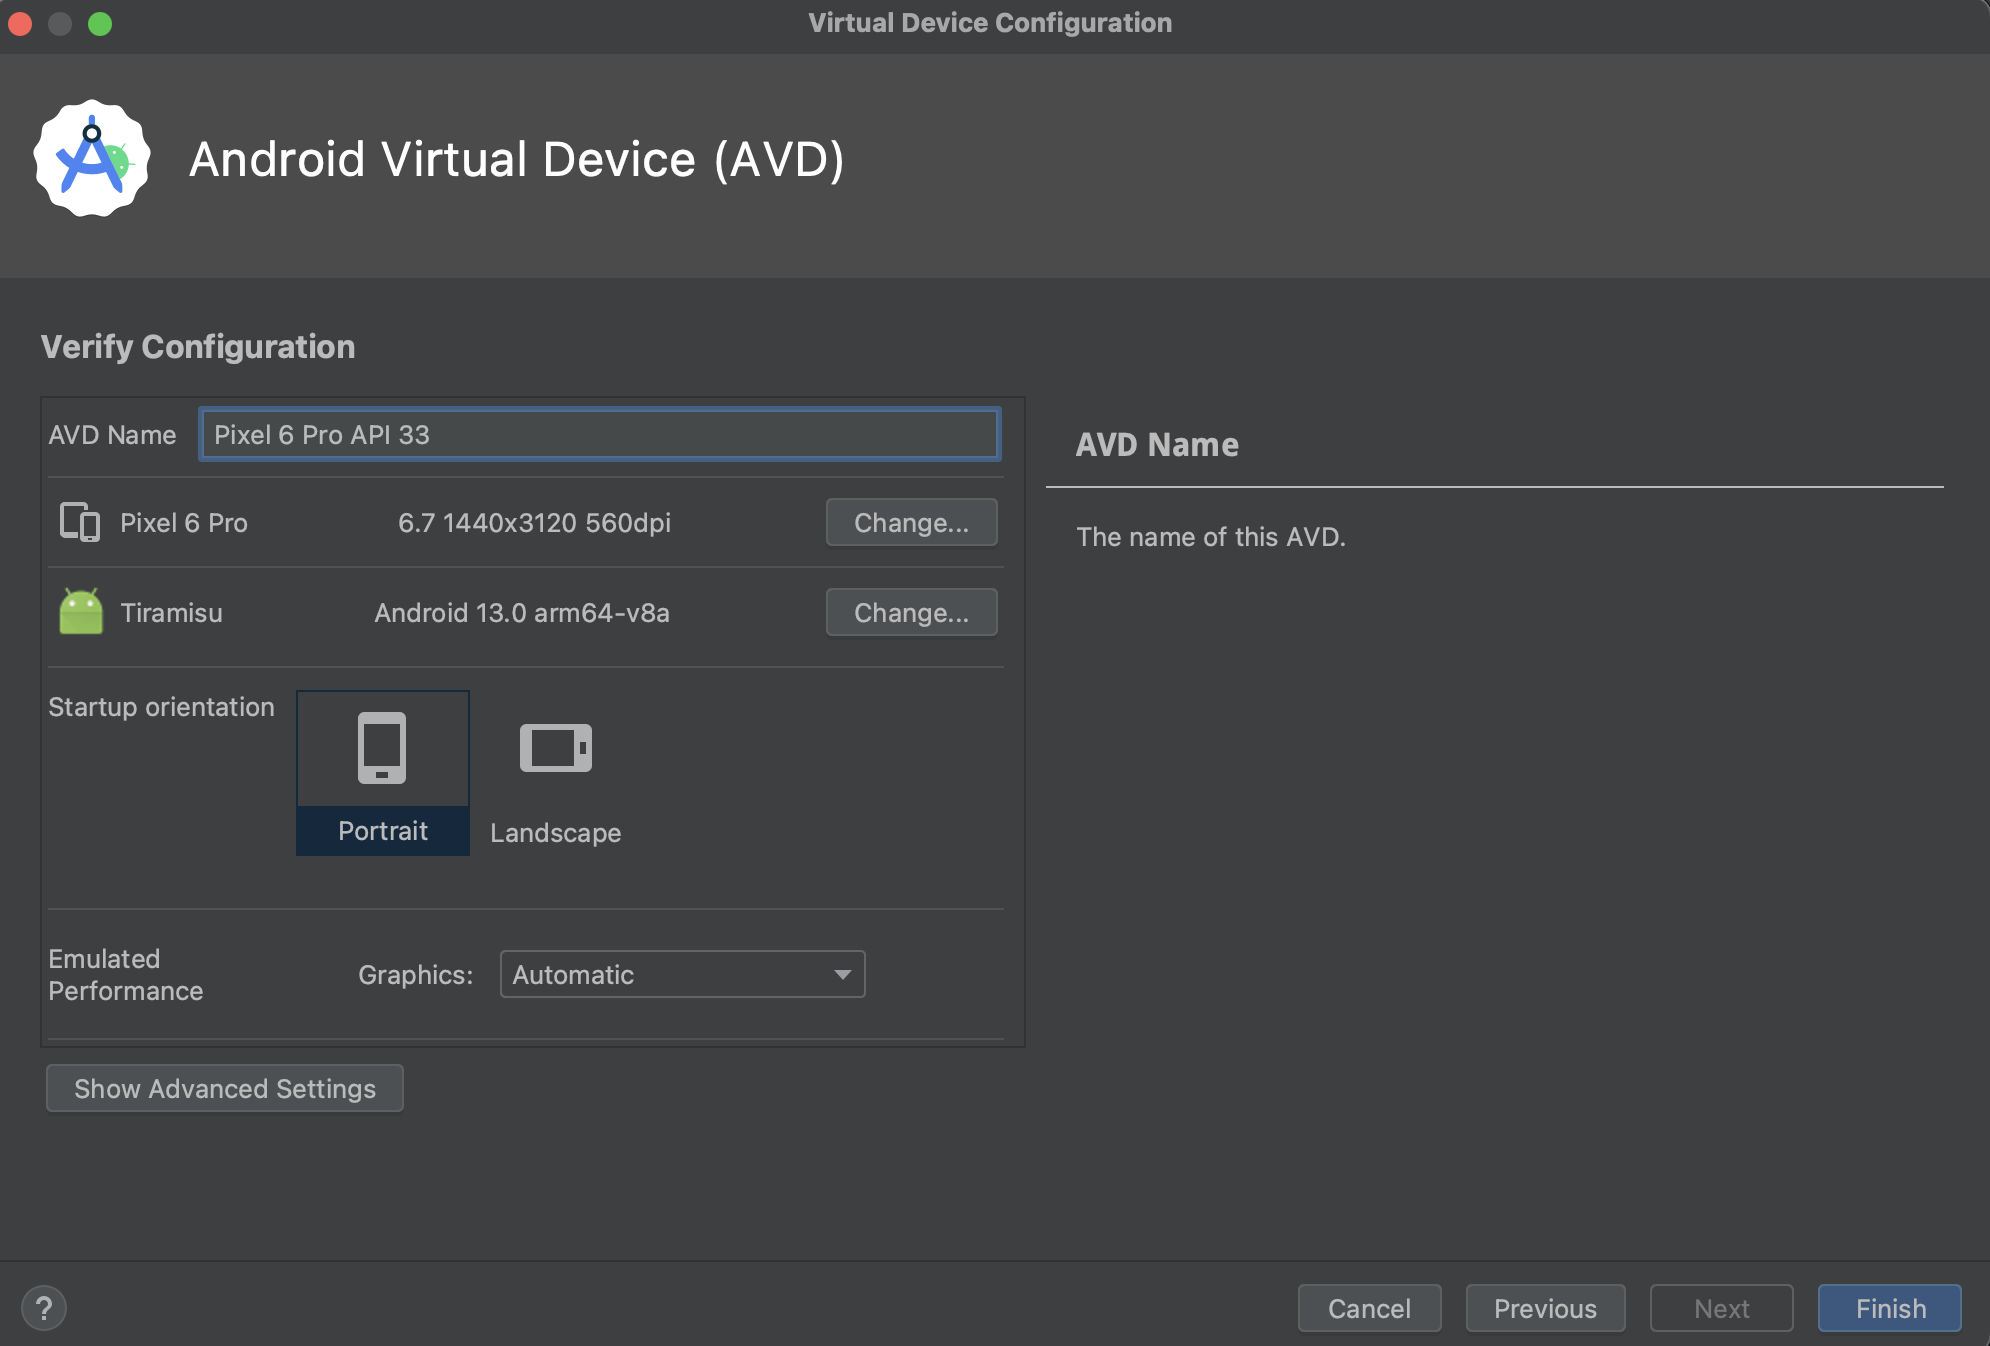 Virtual Device Configuration
Android Virtual Device (AVD)
Verify Configuration
AVD Name
Pixel 6 Pro API 33
Pixel 6 Pro
6.7 1440x3120 560dpi
Change...
Tiramisu
Android 13.0 arm64-v8a
Change...
Startup orientation
Portrait
Landscape
Emulated
Performance
Graphics:
Automatic
Show Advanced Settings
AVD Name
The name of this AVD.
?
Cancel
Previous
Next
Finish